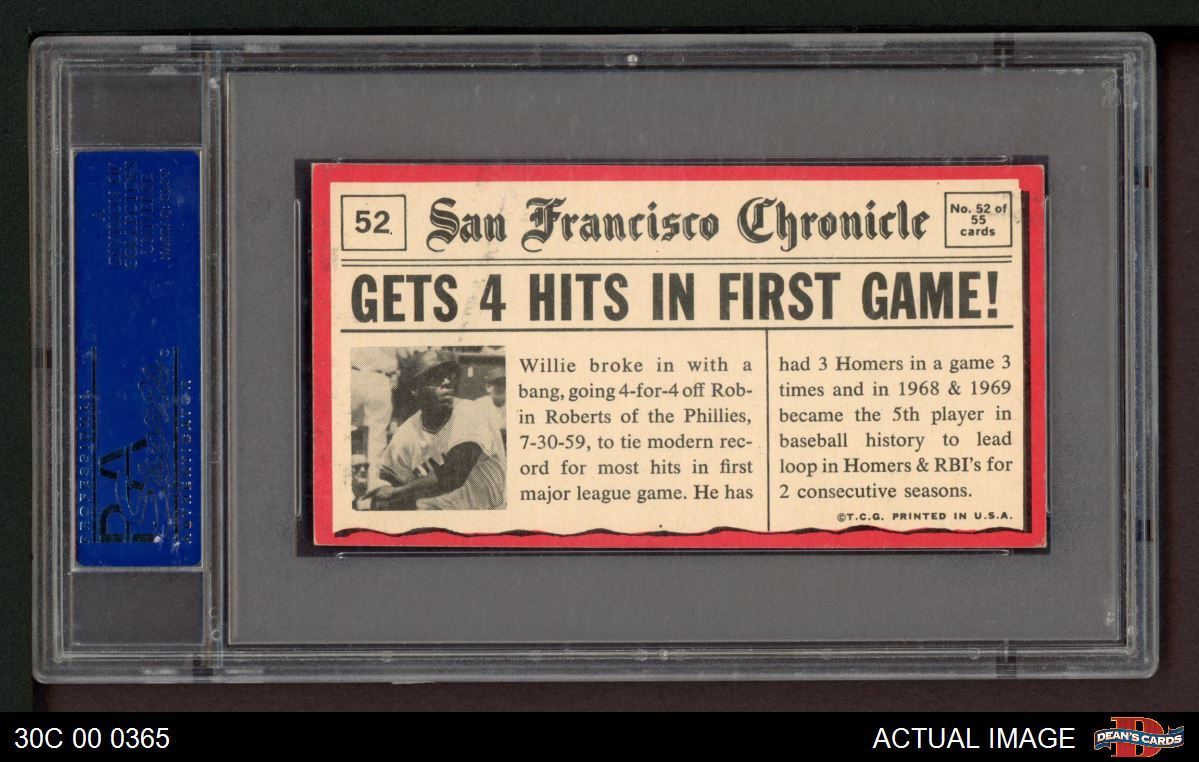 52
San Francisco Chronicle
No. 52 of
55
cards
GETS 4 HITS IN FIRST GAME!
Willie broke in with a
bang, going 4-for-4 off Rob-
in Roberts of the Phillies,
7-30-59, to tie modern rec-
ord for most hits in first
major league game. He has
had 3 Homers in a game 3
times and in 1968 & 1969
became the 5th player in
baseball history to lead
loop in Homers & RBI's for
2 consecutive seasons.
©T.C.G. PRINTED IN U.S.A.
PSA
30C 00 0365
ACTUAL IMAGE
DEAN'S CARDS